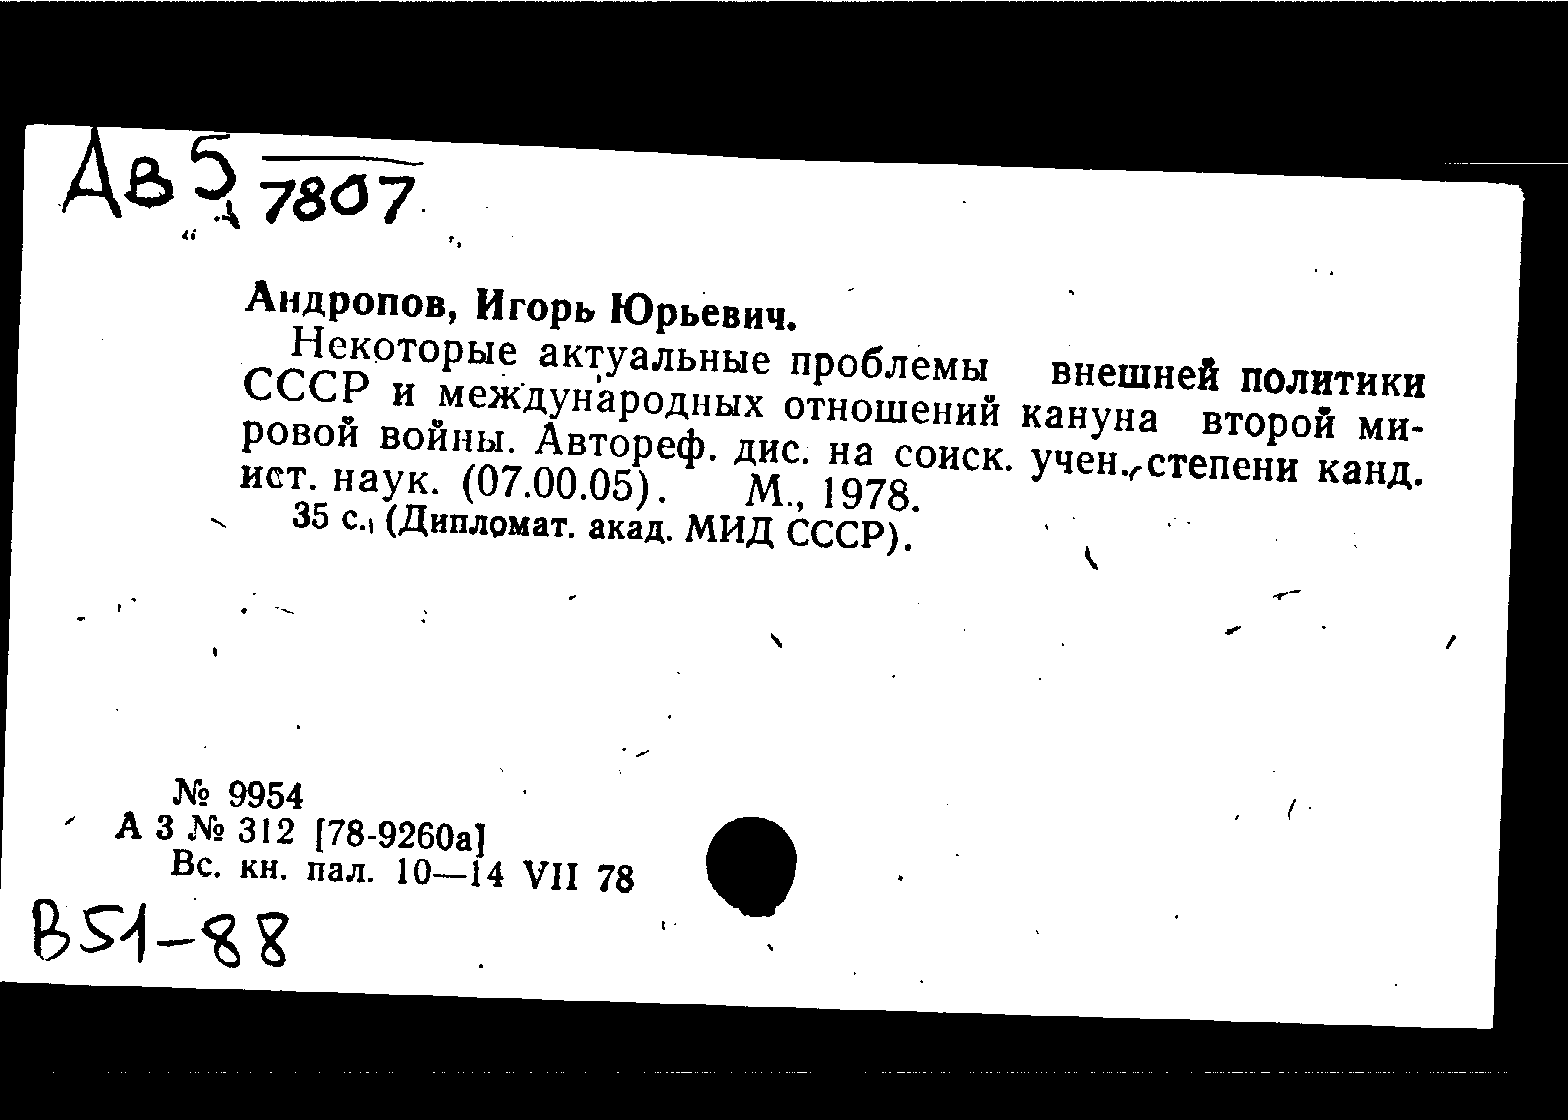 Ав 5
7807
Андропов, Игорь Юрьевич.
Некоторые актуальные проблемы внешней политики
СССР и международных отношений кануна второй ми-
ровой войны. Автореф. дис. на соиск. учен. степени канд.
ист. наук. (07.00.05). М., 1978.
35 с. (Дипломат. акад. МИД СССР).
№ 9954
А 3 № 312 [78-9260а]
Вс. кн. пал. 10—14 VII 78
В51-88